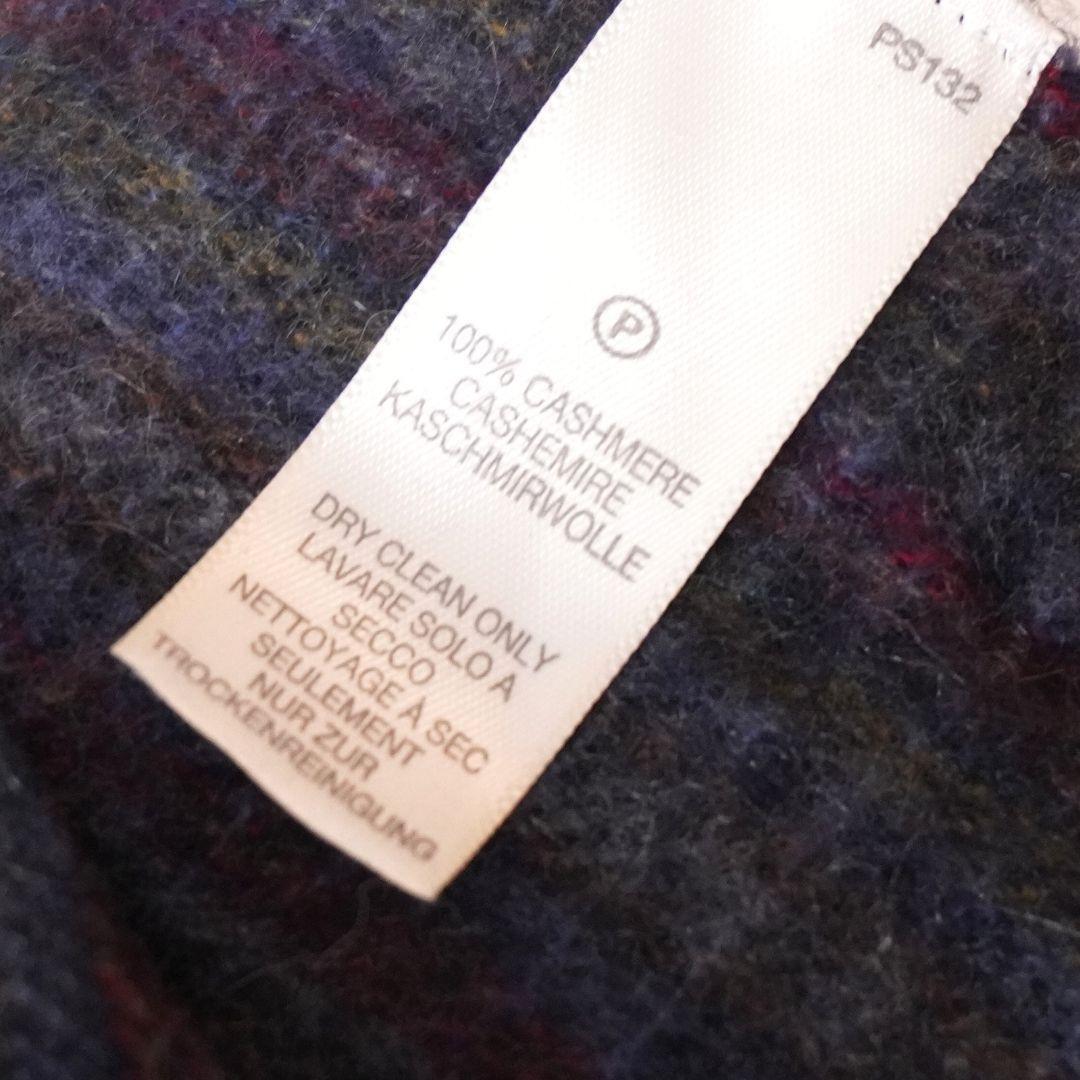 PS132
P
100% CASHMERE
CASHEMIRE
KASCHMIRWOLLE
DRY CLEAN ONLY
LAVARE SOLO A
SECCO
NETTOYAGE À SEC
SEULEMENT
NUR ZUR
TROCKENREINIGUNG